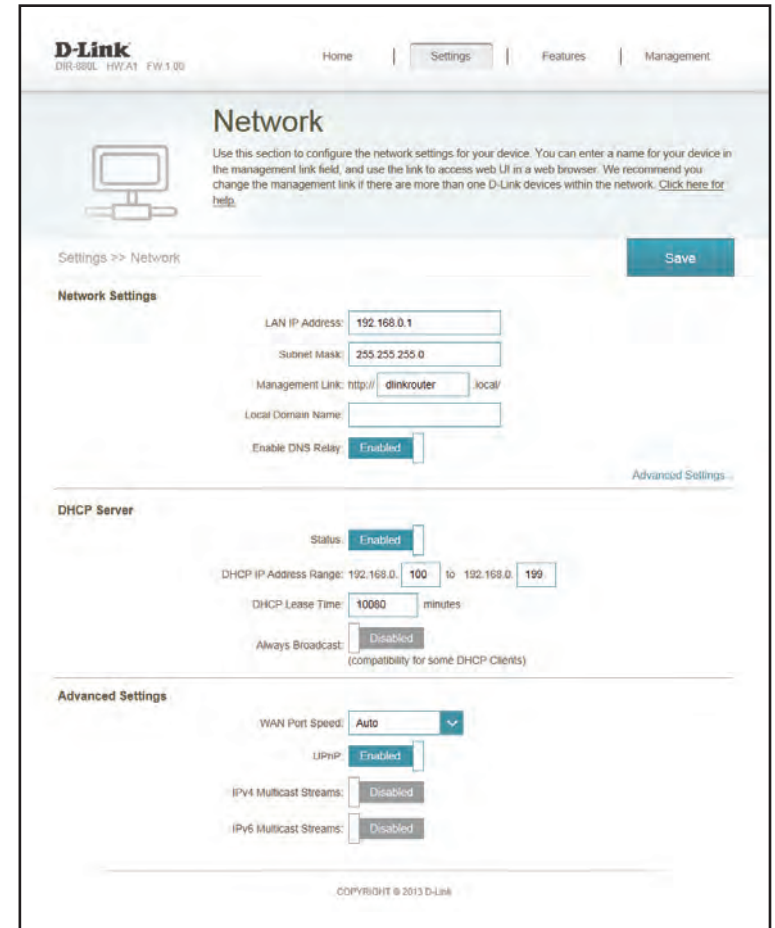 D-Link
DIR-880L HW:A1 FW:1.00
Home | Settings | Features | Management
Network
Use this section to configure the network settings for your device. You can enter a name for your device in
the management link field, and use the link to access web UI in a web browser. We recommend you
change the management link if there are more than one D-Link devices within the network. Click here for
help.
Settings >> Network
Save
Network Settings
LAN IP Address: 192.168.0.1
Subnet Mask: 255.255.255.0
Management Link: http:// dlinkrouter .local/
Local Domain Name:
Enable DNS Relay: Enabled
Advanced Settings...
DHCP Server
Status: Enabled
DHCP IP Address Range: 192.168.0. 100 to 192.168.0. 199
DHCP Lease Time: 10080 minutes
Always Broadcast: Disabled
(compatibility for some DHCP Clients)
Advanced Settings
WAN Port Speed: Auto
UPnP: Enabled
IPv4 Multicast Streams: Disabled
IPv6 Multicast Streams: Disabled
COPYRIGHT © 2013 D-Link